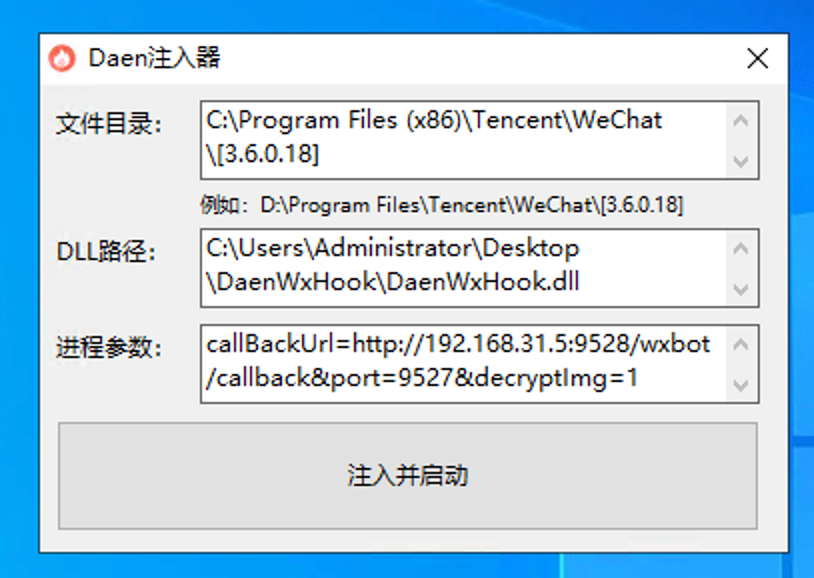 Daen注入器
文件目录：
C:\Program Files (x86)\Tencent\WeChat
\[3.6.0.18]
例如：D:\Program Files\Tencent\WeChat\[3.6.0.18]
DLL路径：
C:\Users\Administrator\Desktop
\DaenWxHook\DaenWxHook.dll
进程参数：
callBackUrl=http://192.168.31.5:9528/wxbot
/callback&port=9527&decryptImg=1
注入并启动